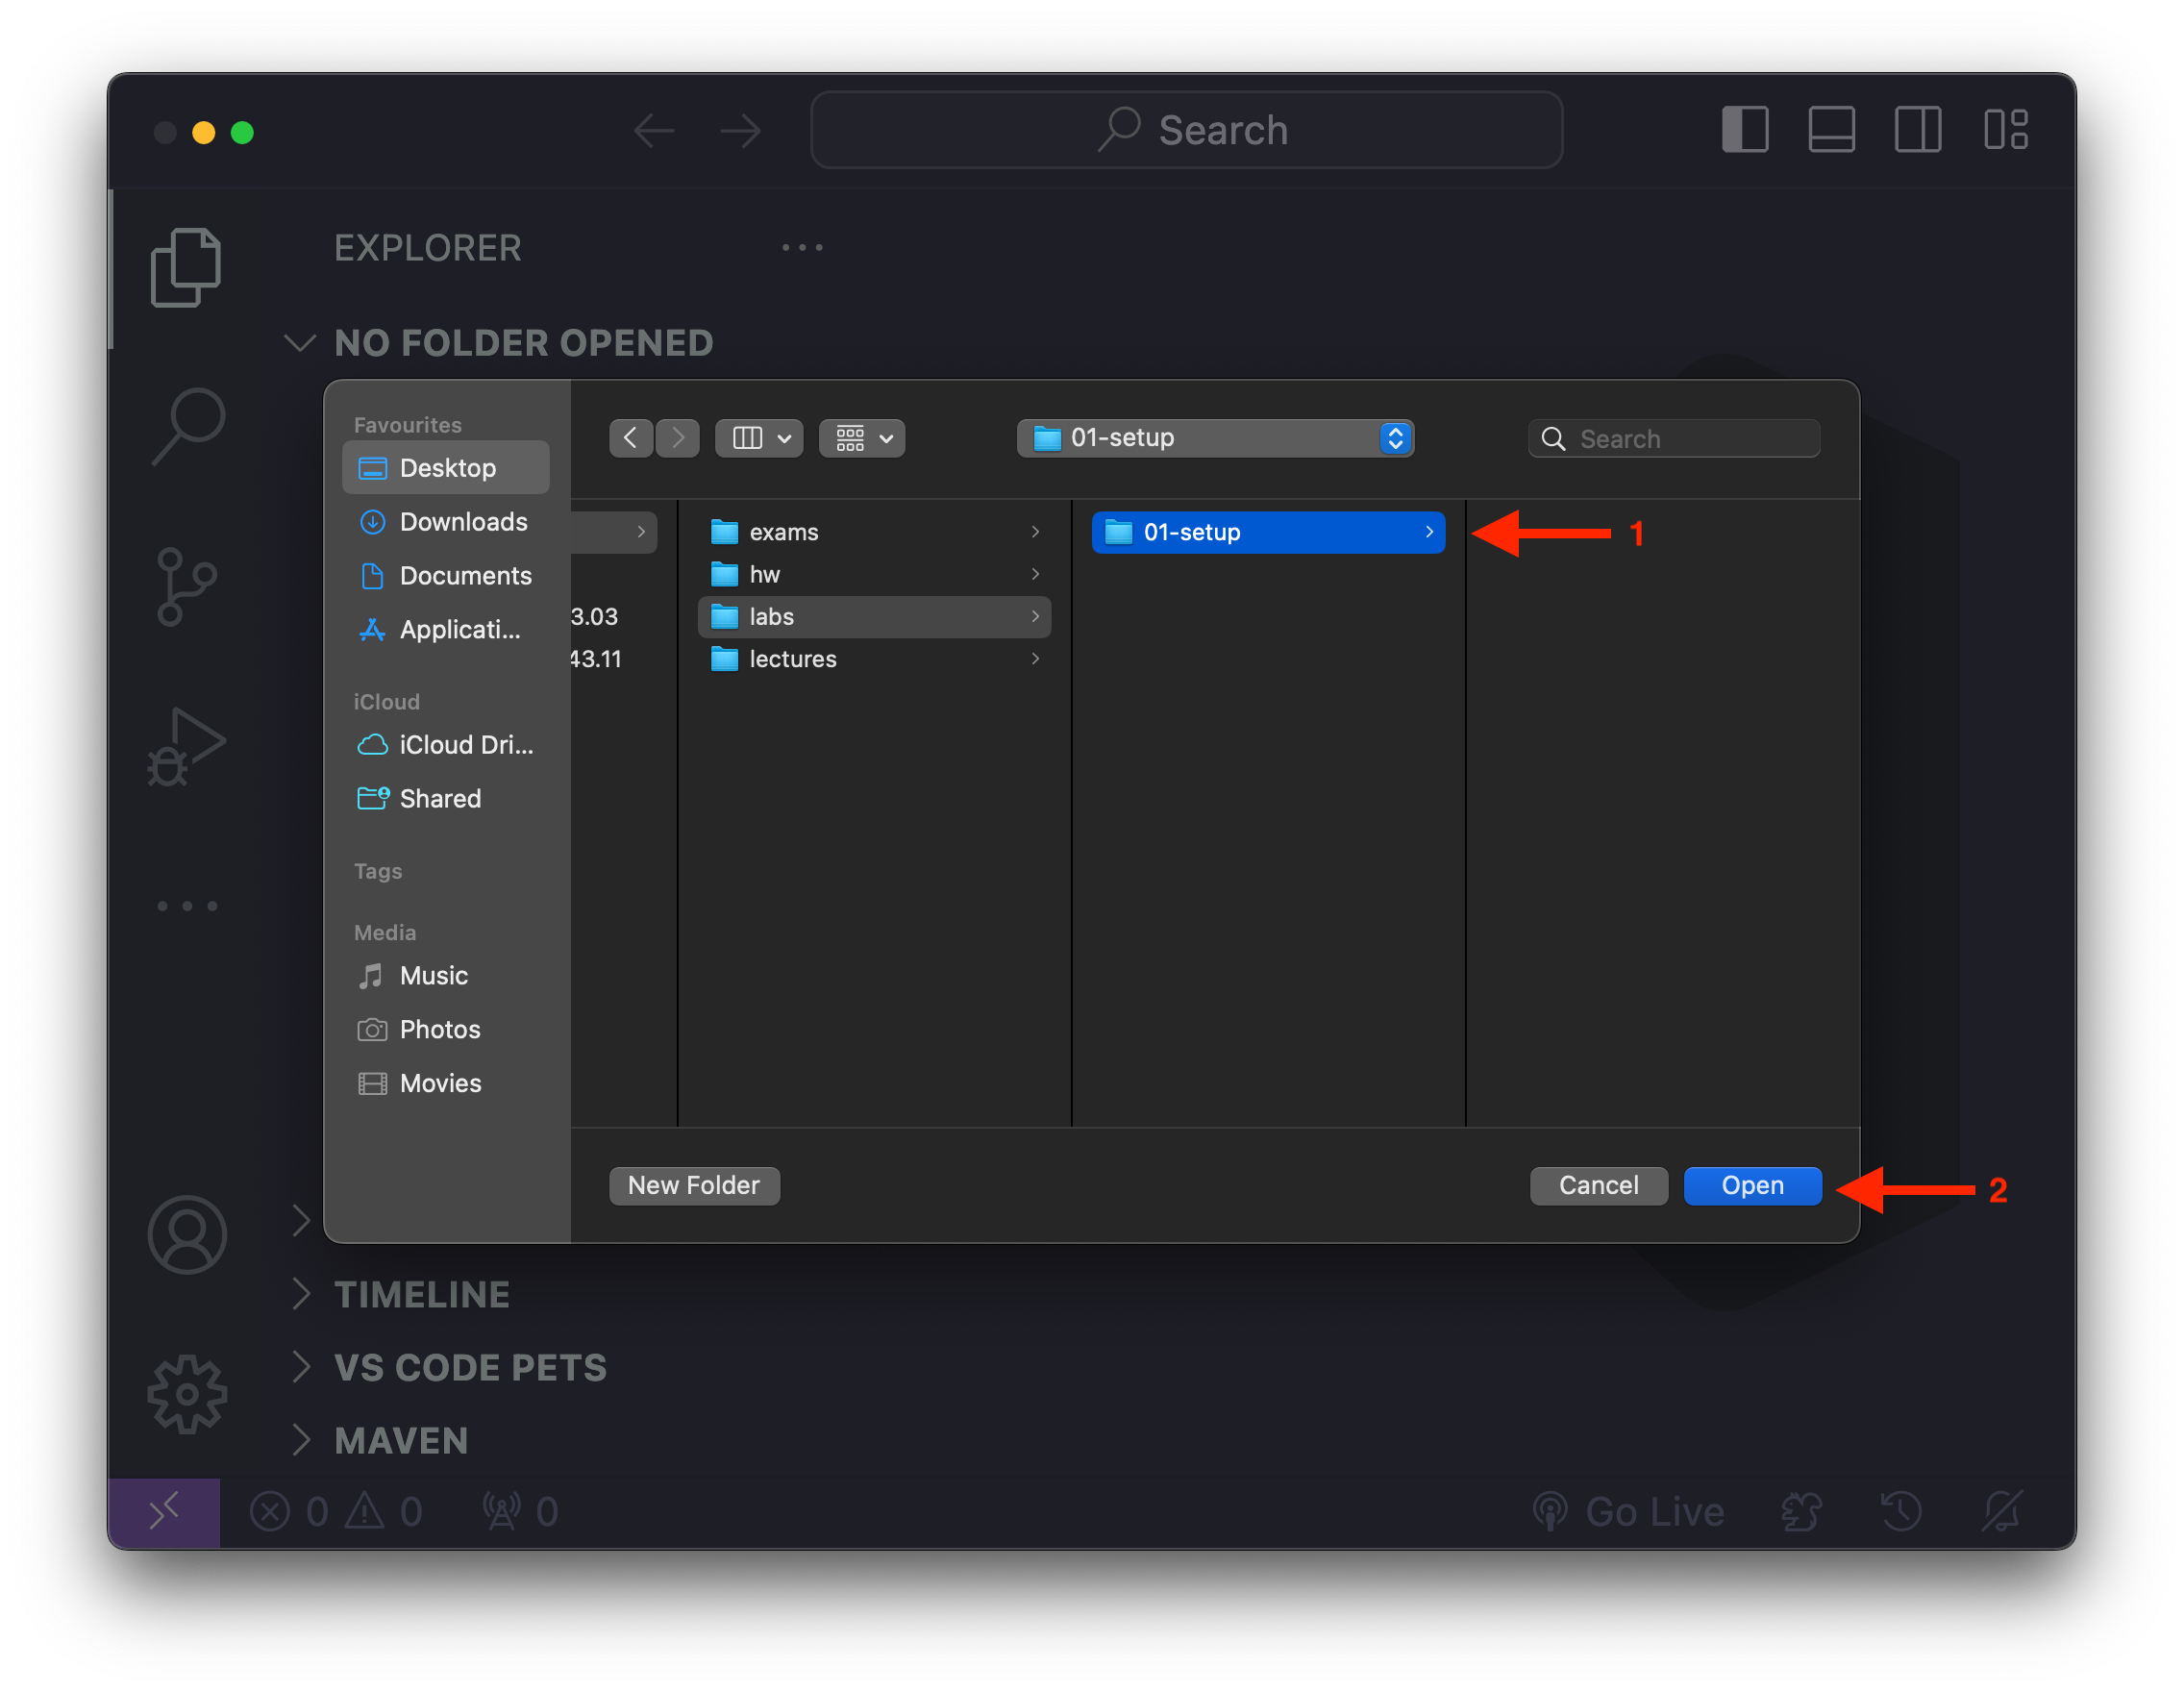 Search
EXPLORER
NO FOLDER OPENED
Favourites
Desktop
Downloads
Documents
Applicati...
iCloud
iCloud Dri...
Shared
Tags
Media
Music
Photos
Movies
01-setup
Search
3.03
43.11
exams
hw
labs
lectures
01-setup
1
New Folder
Cancel
Open
2
TIMELINE
VS CODE PETS
MAVEN
0 0 0
Go Live